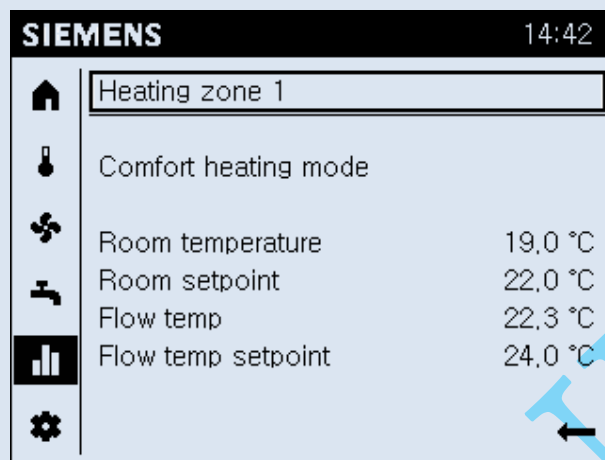 SIEMENS 14:42
Heating zone 1
Comfort heating mode
Room temperature 19,0 °C
Room setpoint 22,0 °C
Flow temp 22,3 °C
Flow temp setpoint 24,0 °C